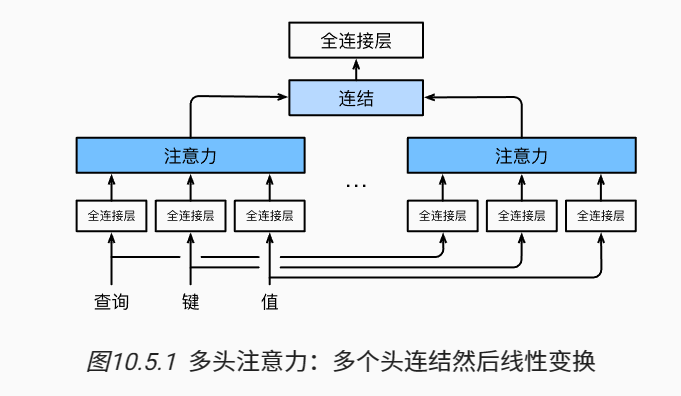 全连接层
连结
注意力 注意力
...
全连接层 全连接层 全连接层 全连接层 全连接层 全连接层
查询 键 值
图10.5.1 多头注意力：多个头连结然后线性变换